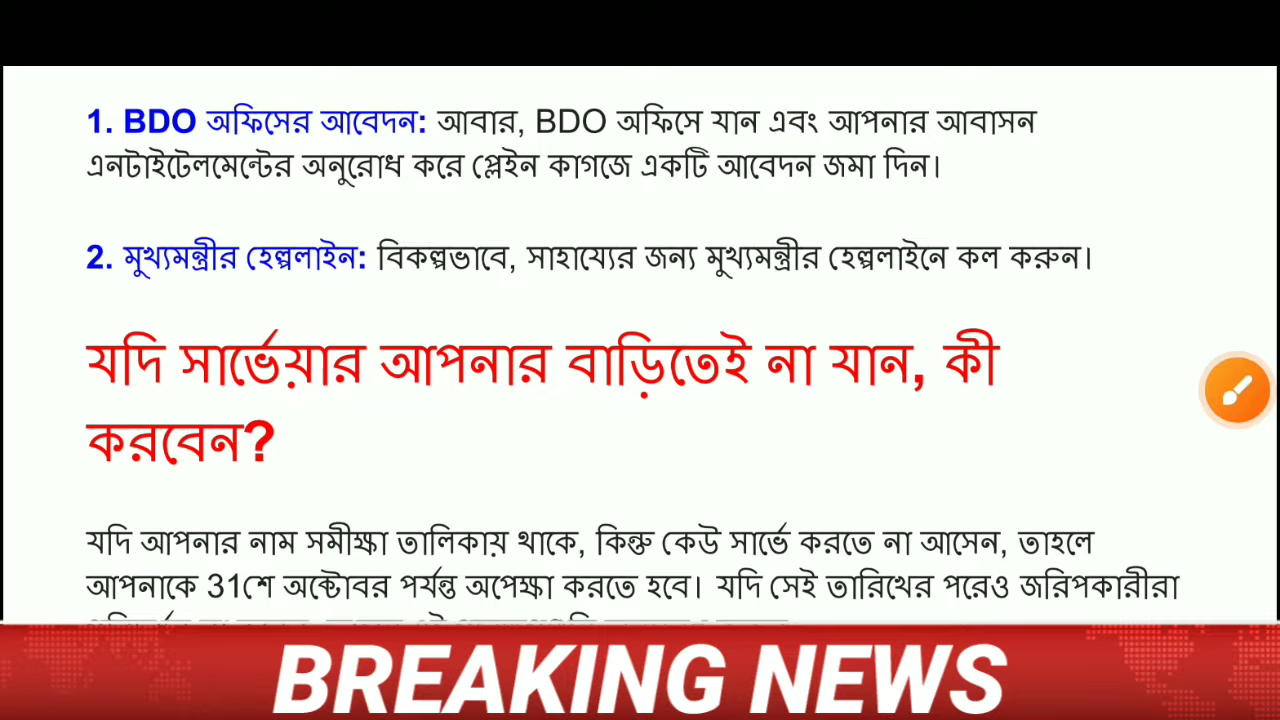 1. BDO অফিসের আবেদন: আবার, BDO অফিসে যান এবং আপনার আবাসন
এনটাইটেলমেন্টের অনুরোধ করে প্লেইন কাগজে একটি আবেদন জমা দিন।
2. মুখ্যমন্ত্রীর হেল্পলাইন: বিকল্পভাবে, সাহায্যের জন্য মুখ্যমন্ত্রীর হেল্পলাইনে কল করুন।
যদি সার্ভেয়ার আপনার বাড়িতেই না যান, কী
করবেন?
যদি আপনার নাম সমীক্ষা তালিকায় থাকে, কিন্তু কেউ সার্ভে করতে না আসেন, তাহলে
আপনাকে 31শে অক্টোবর পর্যন্ত অপেক্ষা করতে হবে। যদি সেই তারিখের পরেও জরিপকারীরা
BREAKING NEWS